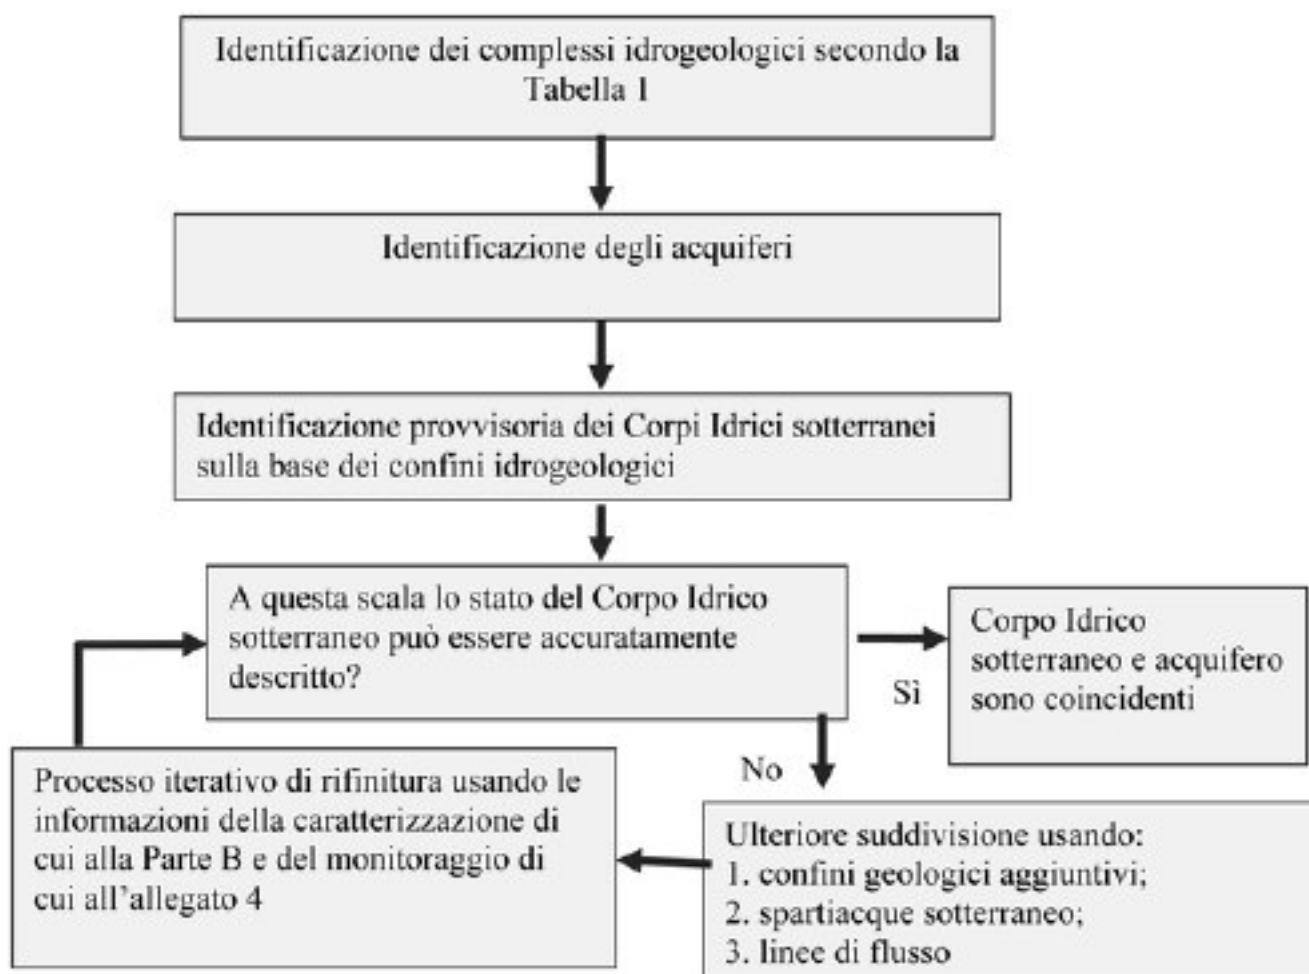 Identificazione dei complessi idrogeologici secondo la
Tabella 1
Identificazione degli acquiferi
Identificazione provvisoria dei Corpi Idrici sotterranei
sulla base dei confini idrogeologici
A questa scala lo stato del Corpo Idrico
sotterraneo può essere accuratamente
descritto?
Sì
Corpo Idrico
sotterraneo e acquifero
sono coincidenti
No
Ulteriore suddivisione usando:
1. confini geologici aggiuntivi;
2. spartiacque sotterraneo;
3. linee di flusso
Processo iterativo di rifinitura usando le
informazioni della caratterizzazione di
cui alla Parte B e del monitoraggio di
cui all'allegato 4